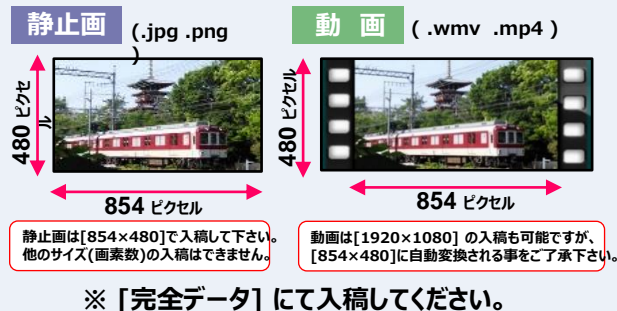 静止画 (.jpg .png
)
動 画 ( .wmv .mp4 )
480 ピクセ
ル
854 ピクセル
480 ピクセル
854 ピクセル
静止画は[854×480]で入稿して下さい。
他のサイズ(画素数)の入稿はできません。
動画は[1920×1080] の入稿も可能ですが、
[854×480]に自動変換される事をご了承下さい。
※ [完全データ] にて入稿してください。